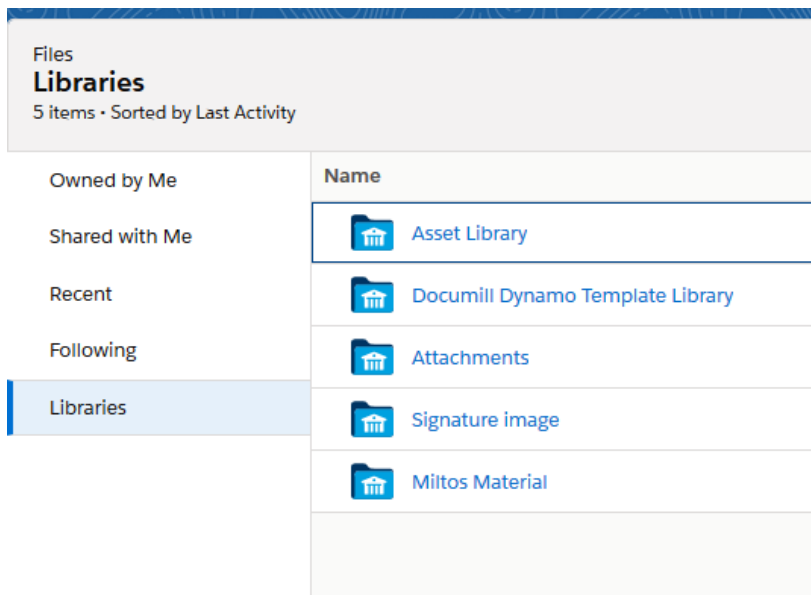 Files
Libraries
5 items • Sorted by Last Activity
Owned by Me
Shared with Me
Recent
Following
Libraries
Name
Asset Library
Documill Dynamo Template Library
Attachments
Signature image
Miltos Material